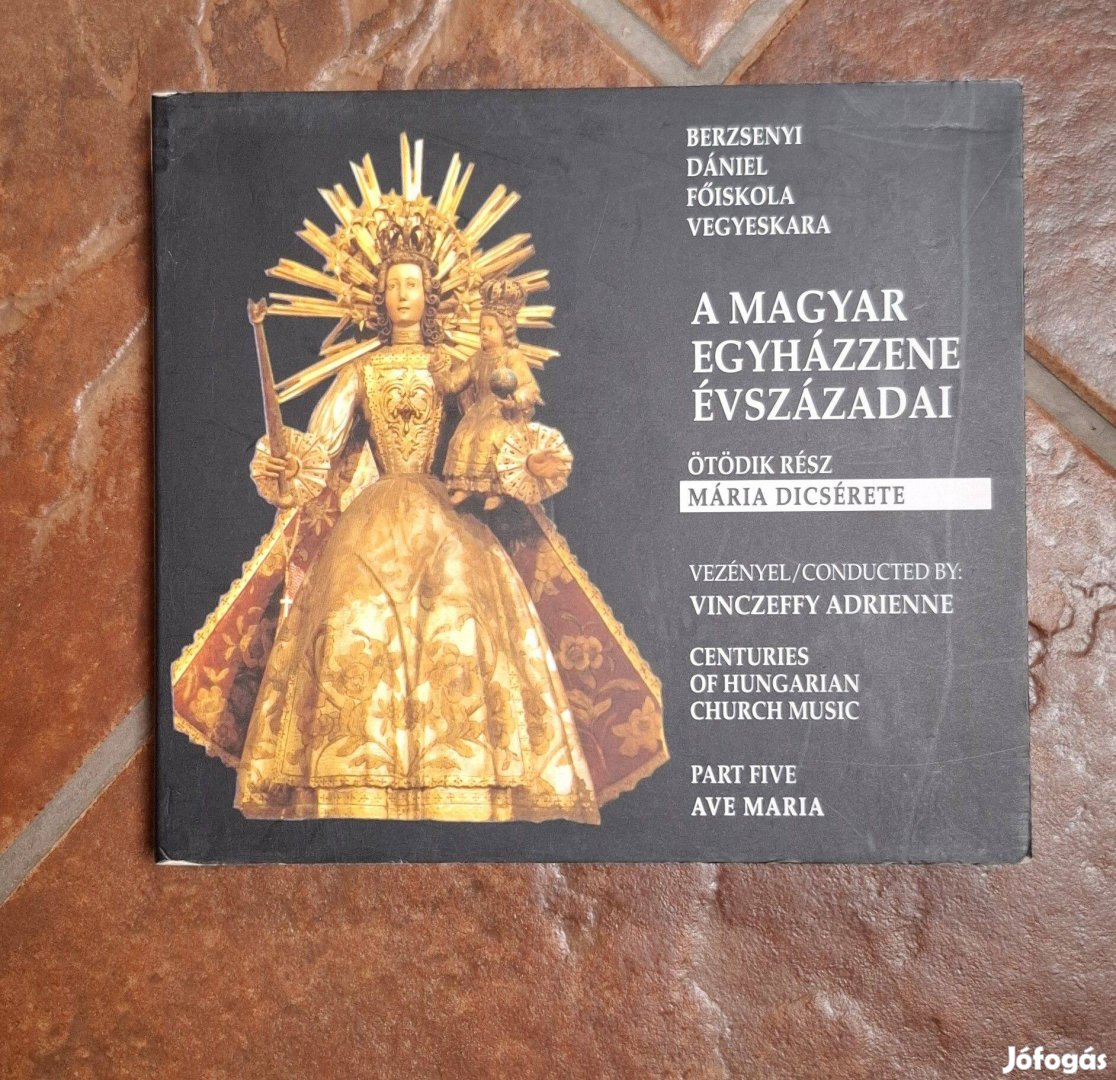 BERZSENYI
DÁNIEL
FŐISKOLA
VEGYESKARA
A MAGYAR
EGYHÁZZENE
ÉVSZÁZADAI
ÖTÖDIK RÉSZ
MÁRIA DICSÉRETE
VEZÉNYEL/CONDUCTED BY:
VINCZEFFY ADRIENNE
CENTURIES
OF HUNGARIAN
CHURCH MUSIC
PART FIVE
AVE MARIA
Jófogás